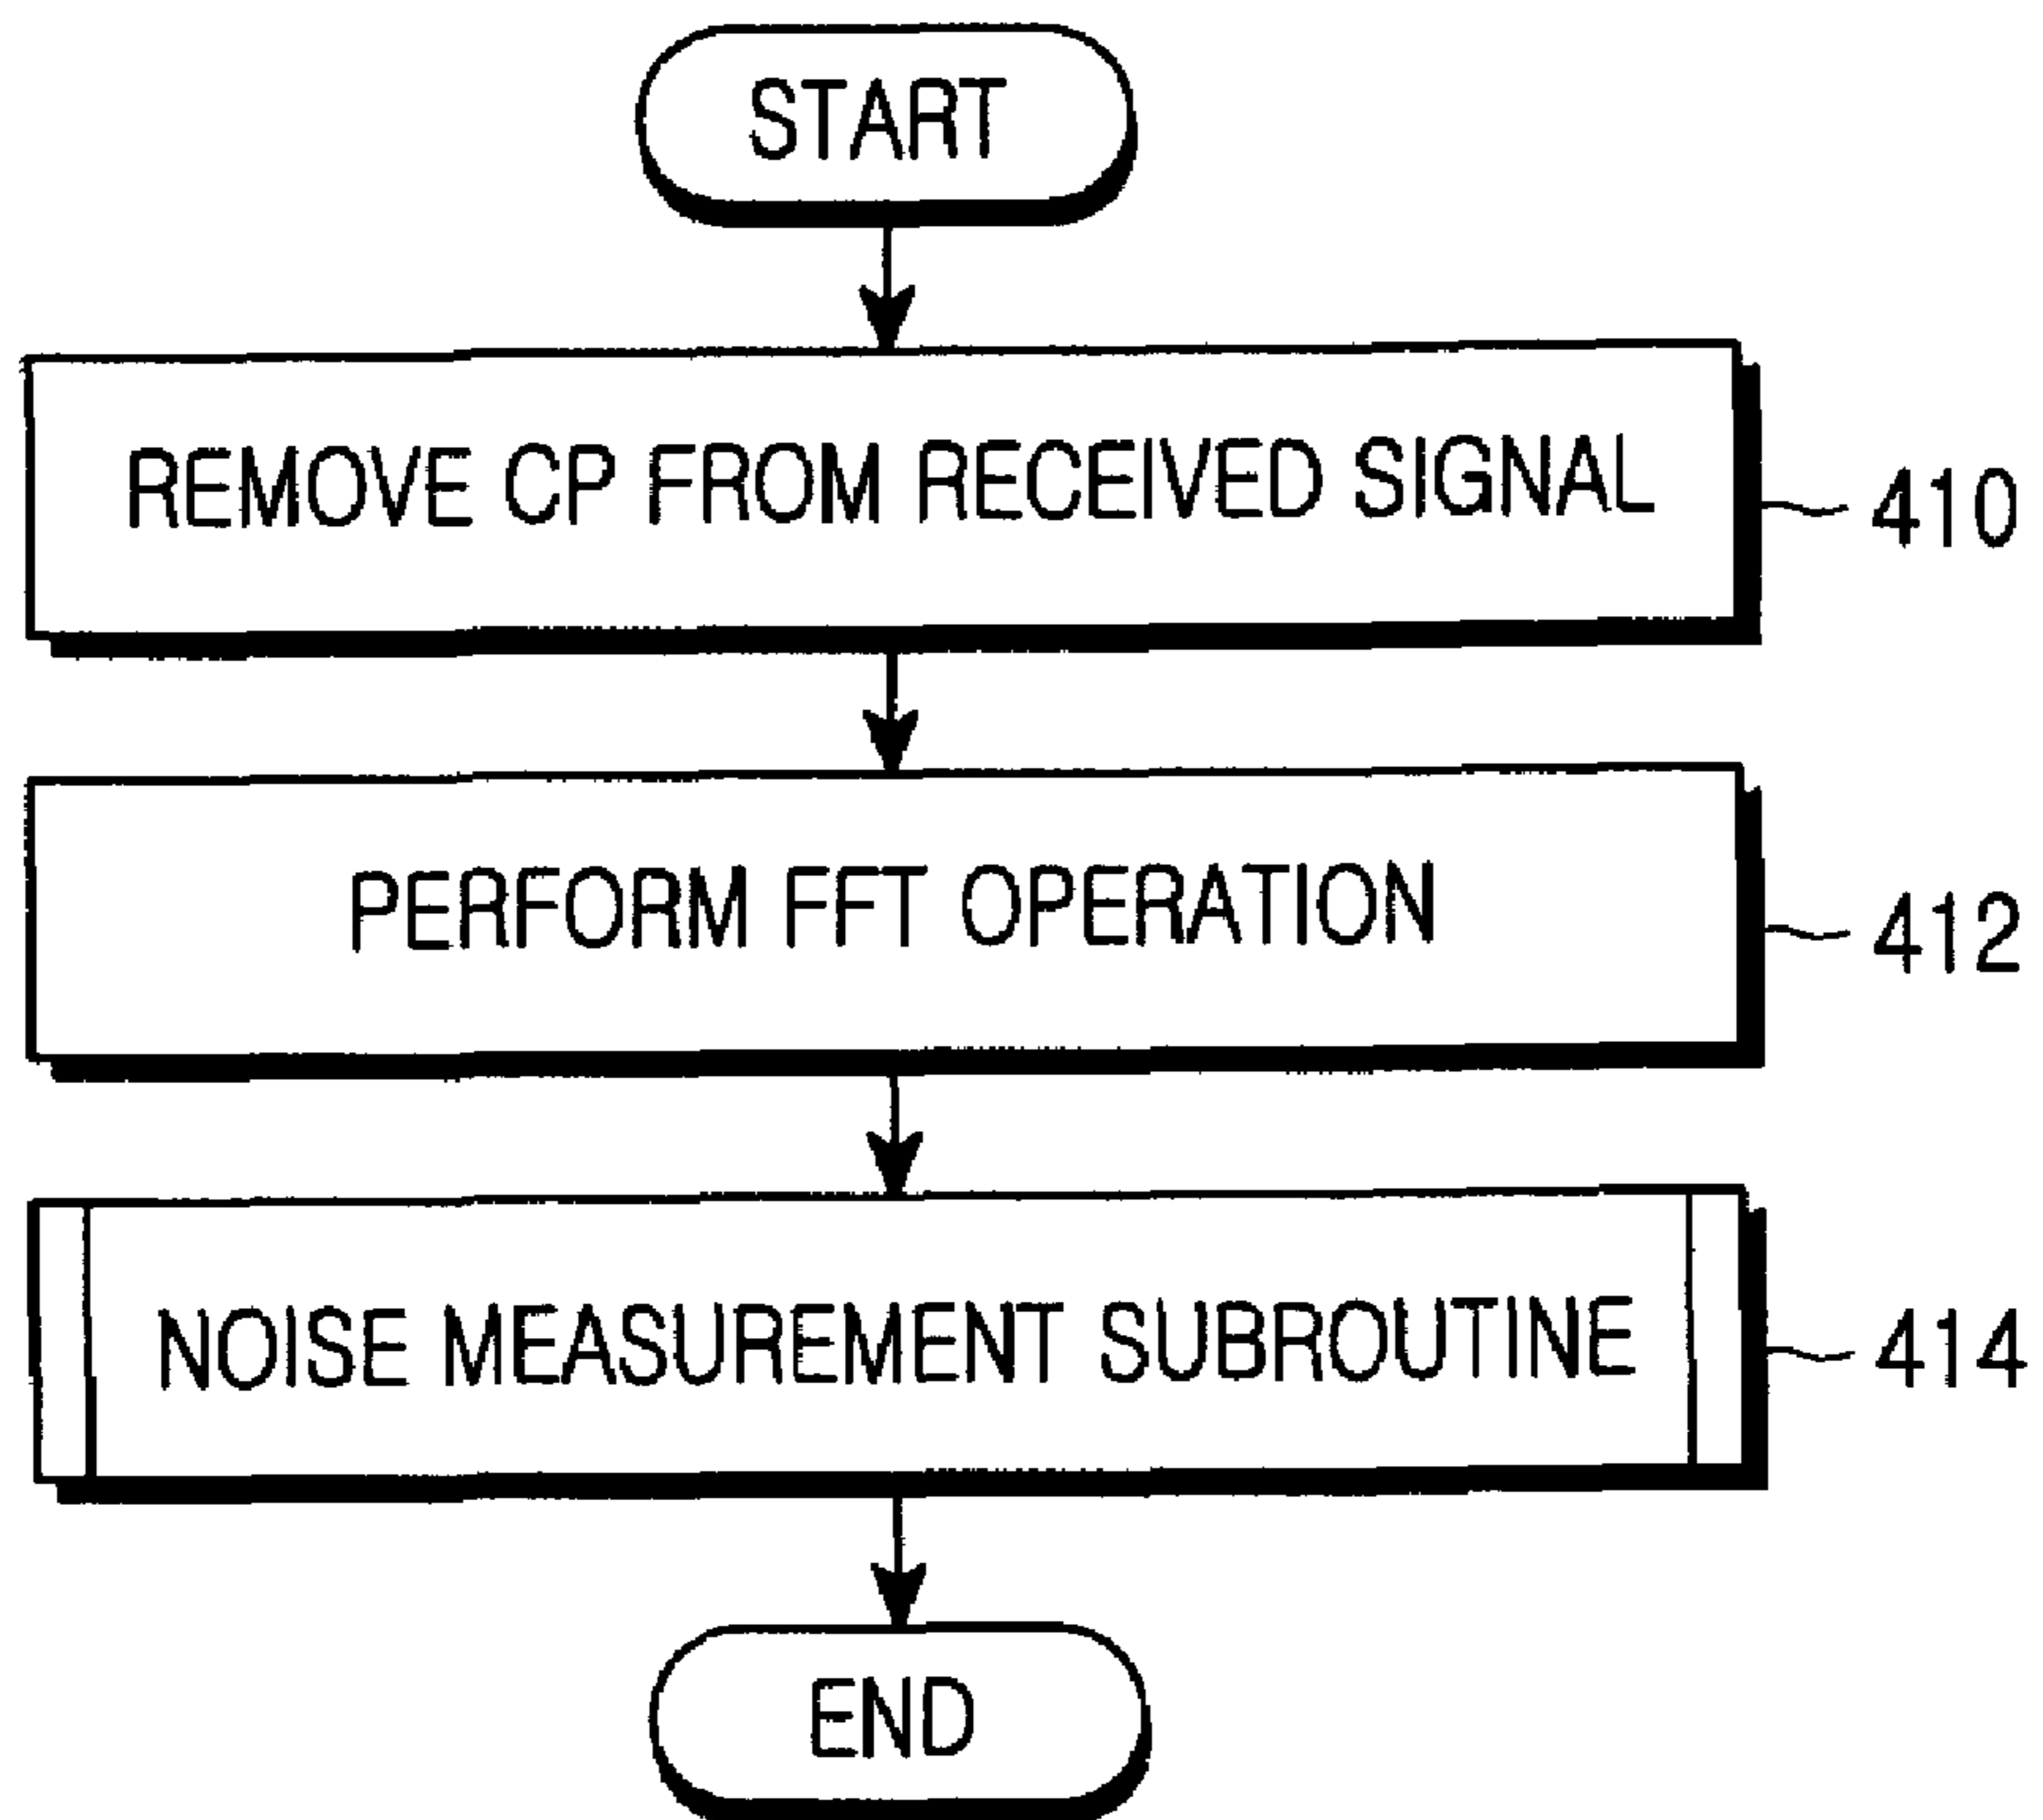 START
REMOVE CP FROM RECEIVED SIGNAL
410
PERFORM FFT OPERATION
412
NOISE MEASUREMENT SUBROUTINE
414
END